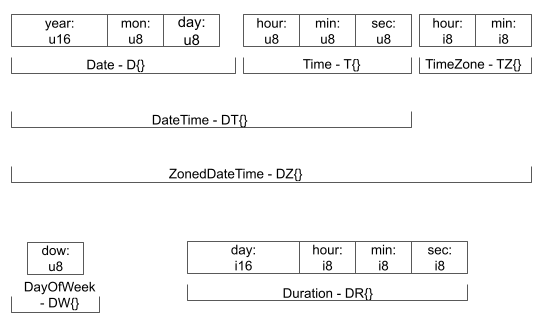 year: mon: day: hour: min: sec: hour: min:
u16 u8 u8 u8 u8 u8 i8 i8
Date - D{} Time - T{} TimeZone - TZ{}
DateTime - DT{}
ZonedDateTime - DZ{}
dow: day: hour: min: sec:
u8 i16 i8 i8 i8
DayOfWeek
- DW{}
Duration - DR{}